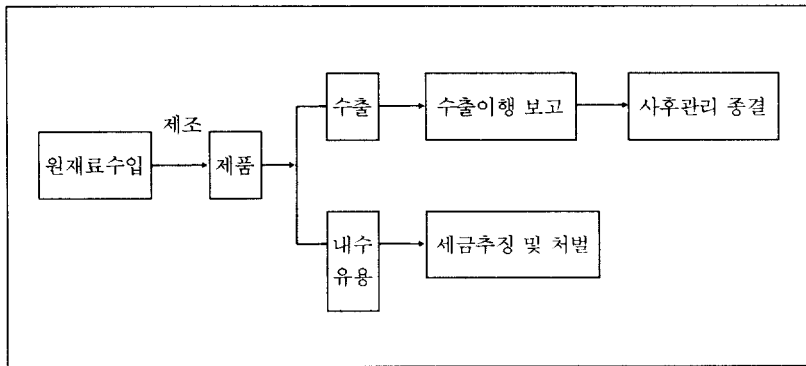 수출
수출이행 보고
사후관리 종결
제조
원재료수입
제품
내수
유용
세금추징 및 처벌